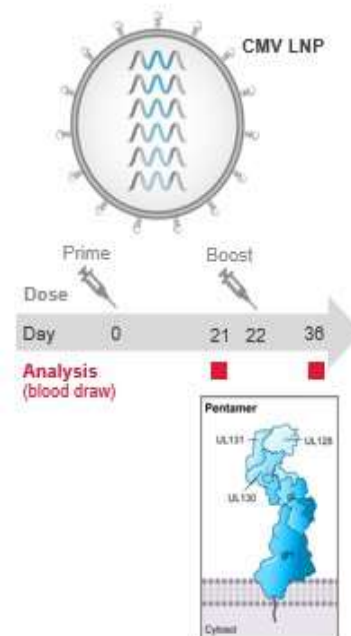 CMV LNP
Prime
Boost
Dose
Day 0 21 22 36
Analysis
(blood draw)
Pentamer
UL131
UL128
UL130
Cytosol